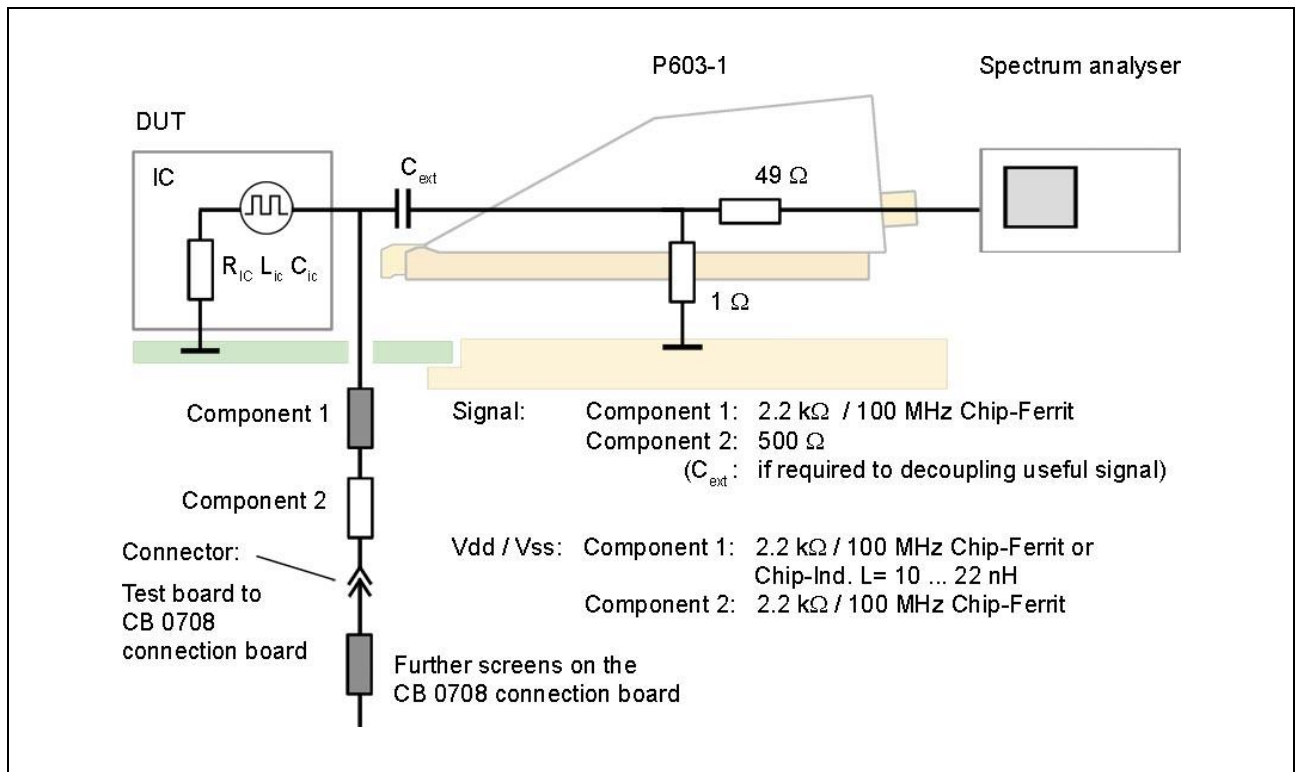 P603-1
Spectrum analyser
DUT
IC
C_ext
49 Ω
R_IC L_ic C_ic
1 Ω
Component 1
Component 2
Connector:
Test board to
CB 0708
connection board
Signal: Component 1: 2.2 kΩ / 100 MHz Chip-Ferrit
Component 2: 500 Ω
(C_ext: if required to decoupling useful signal)
Vdd / Vss: Component 1: 2.2 kΩ / 100 MHz Chip-Ferrit or
Chip-Ind. L= 10 ... 22 nH
Component 2: 2.2 kΩ / 100 MHz Chip-Ferrit
Further screens on the
CB 0708 connection board